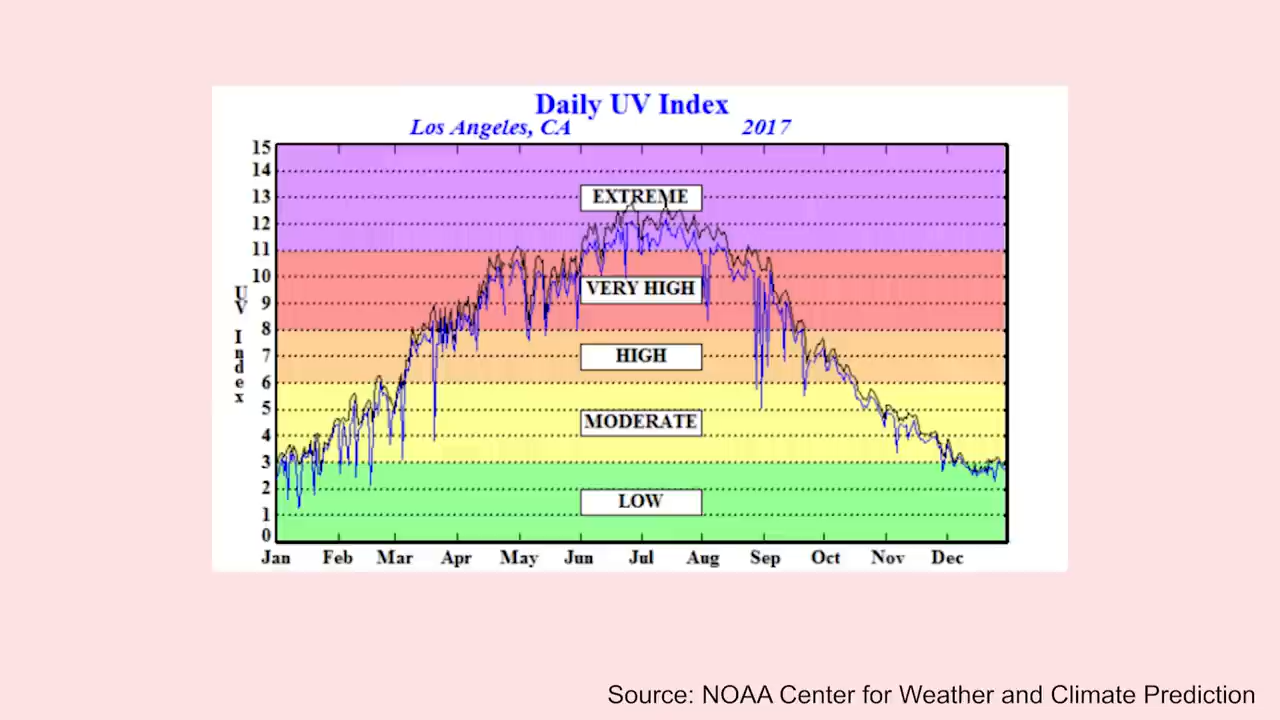 Daily UV Index
Los Angeles, CA 2017
15
14
13
12
11
10
9
8
7
6
5
4
3
2
1
0
UV Index
EXTREME
VERY HIGH
HIGH
MODERATE
LOW
Jan Feb Mar Apr May Jun Jul Aug Sep Oct Nov Dec
Source: NOAA Center for Weather and Climate Prediction